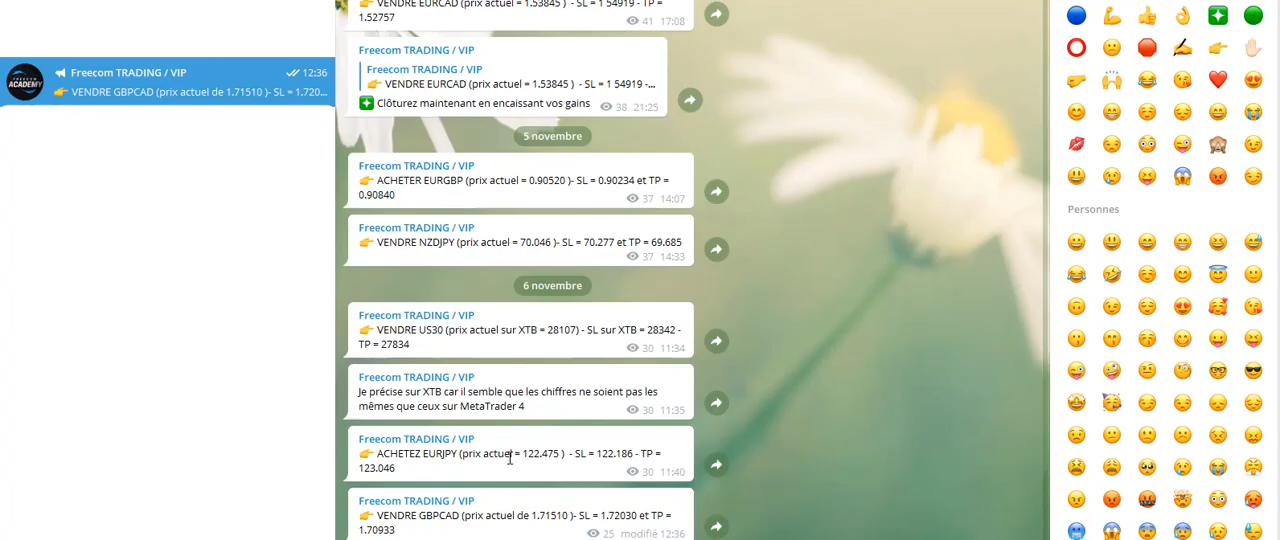 FREECOM
ACADEMY
Freecom TRADING / VIP 12:36
👉 VENDRE GBPCAD (prix actuel de 1.71510 )- SL = 1.720...
VENDRE EURCAD (prix actuel = 1.53845 ) - SL = 1 54919 - TP =
1.52757
41 17:08
Freecom TRADING / VIP
Freecom TRADING / VIP
👉 VENDRE EURCAD (prix actuel = 1.53845 ) - SL = 1 54919 -...
Clôturez maintenant en encaissant vos gains 38 21:25
5 novembre
Freecom TRADING / VIP
👉 ACHETER EURGBP (prix actuel = 0.90520 )- SL = 0.90234 et TP =
0.90840
37 14:07
Freecom TRADING / VIP
👉 VENDRE NZDJPY (prix actuel = 70.046 )- SL = 70.277 et TP = 69.685
37 14:33
6 novembre
Freecom TRADING / VIP
👉 VENDRE US30 (prix actuel sur XTB = 28107) - SL sur XTB = 28342 -
TP = 27834
30 11:34
Freecom TRADING / VIP
Je précise sur XTB car il semble que les chiffres ne soient pas les
mêmes que ceux sur MetaTrader 4
30 11:35
Freecom TRADING / VIP
👉 ACHETEZ EURJPY (prix actuel = 122.475 ) - SL = 122.186 - TP =
123.046
30 11:40
Freecom TRADING / VIP
👉 VENDRE GBPCAD (prix actuel de 1.71510 )- SL = 1.72030 et TP =
1.70933
25 modifié 12:36
Personnes